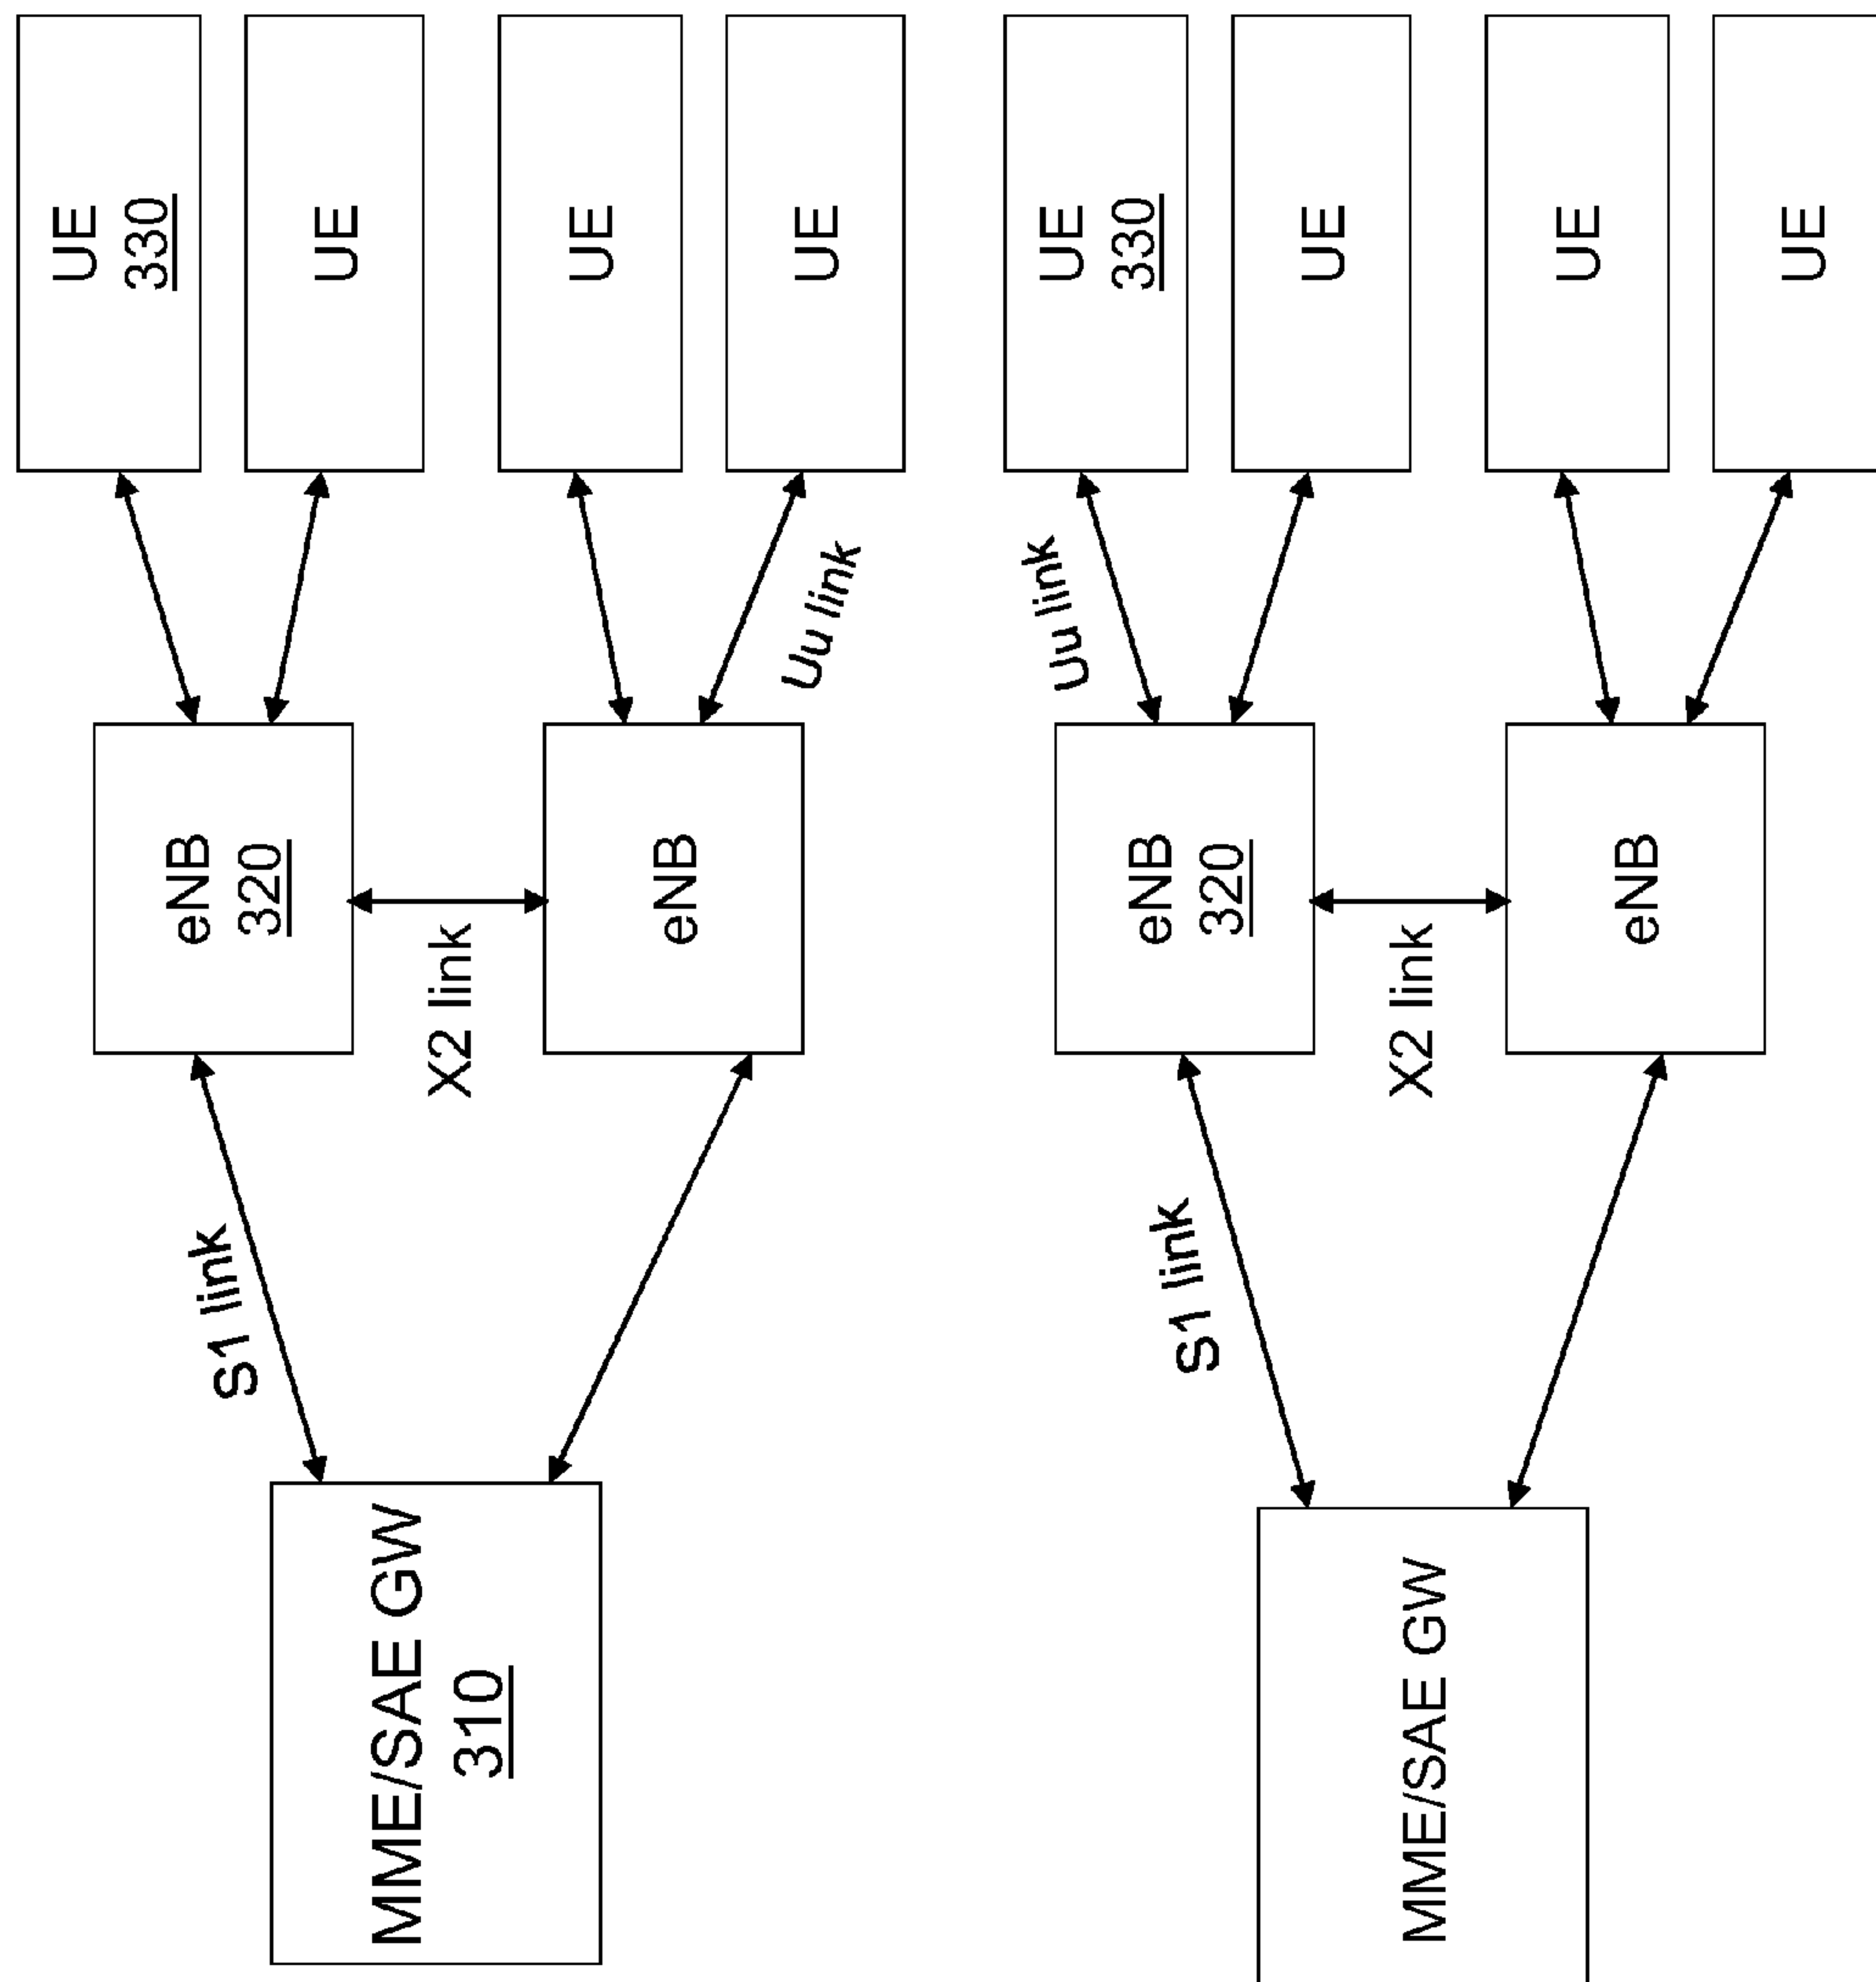 UE
330
UE
UE
UE
UE
330
UE
UE
UE
Uu link
Uu link
eNB
320
eNB
eNB
320
eNB
X2 link
X2 link
S1 link
S1 link
MME/SAE GW
310
MME/SAE GW